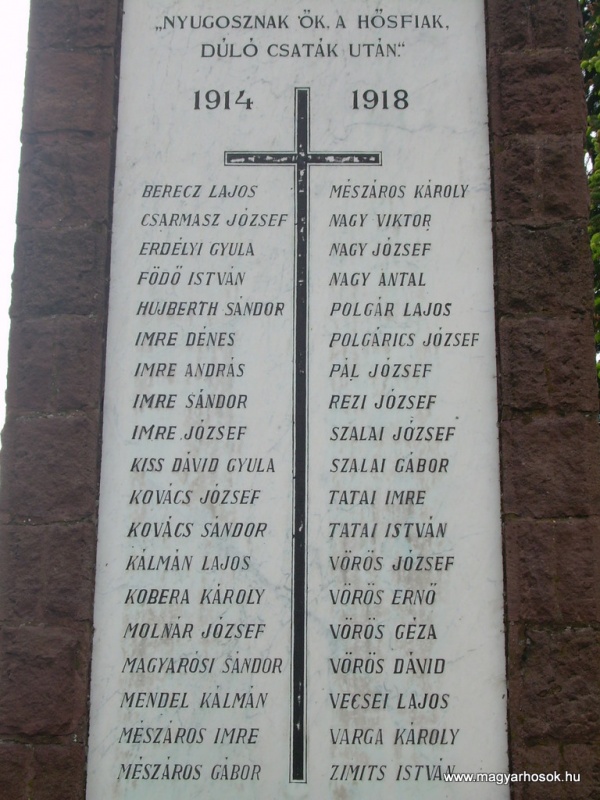 „NYUGOSZNAK ŐK, A HŐSFIAK,
DÚLÓ CSATÁK UTÁN."
1914 1918
BERECZ LAJOS
CSARMASZ JÓZSEF
ERDÉLYI GYULA
FÖDŐ ISTVÁN
HUJBERTH SÁNDOR
IMRE DÉNES
IMRE ANDRÁS
IMRE SÁNDOR
IMRE JÓZSEF
KISS DÁVID GYULA
KOVÁCS JÓZSEF
KOVÁCS SÁNDOR
KÁLMÁN LAJOS
KOBERA KÁROLY
MOLNÁR JÓZSEF
MAGYARÓSI SÁNDOR
MENDEL KÁLMÁN
MÉSZÁROS IMRE
MÉSZÁROS GÁBOR
MÉSZÁROS KÁROLY
NAGY VIKTOR
NAGY JÓZSEF
NAGY ANTAL
POLGÁR LAJOS
POLGÁRICS JÓZSEF
PÁL JÓZSEF
REZI JÓZSEF
SZALAI JÓZSEF
SZALAI GÁBOR
TATAI IMRE
TATAI ISTVÁN
VÖRÖS JÓZSEF
VÖRÖS ERNŐ
VÖRÖS GÉZA
VÖRÖS DÁVID
VECSEI LAJOS
VARGA KÁROLY
ZIMITS ISTVÁN
www.magyarhosok.hu